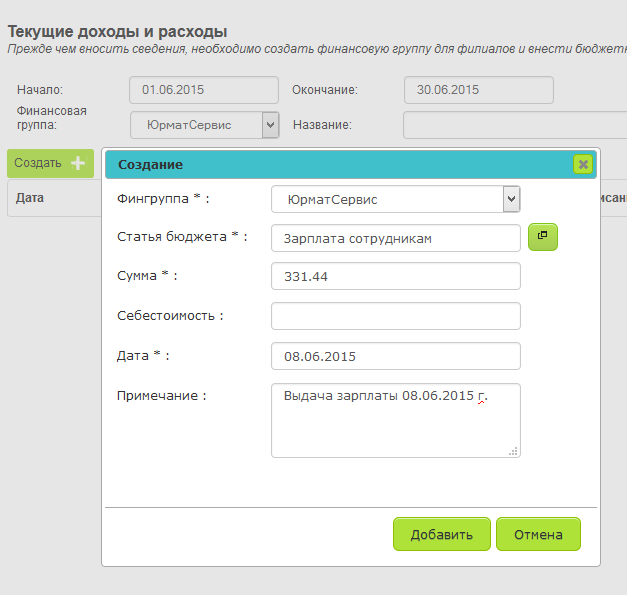 Текущие доходы и расходы
Прежде чем вносить сведения, необходимо создать финансовую группу для филиалов и внести бюджетн
Начало: 01.06.2015 Окончание: 30.06.2015
Финансовая группа: ЮрматСервис Название:
Создать
Дата
Создание
Фингруппа * : ЮрматСервис
Статья бюджета * : Зарплата сотрудникам
Сумма * : 331.44
Себестоимость :
Дата * : 08.06.2015
Примечание : Выдача зарплаты 08.06.2015 г.
Добавить Отмена